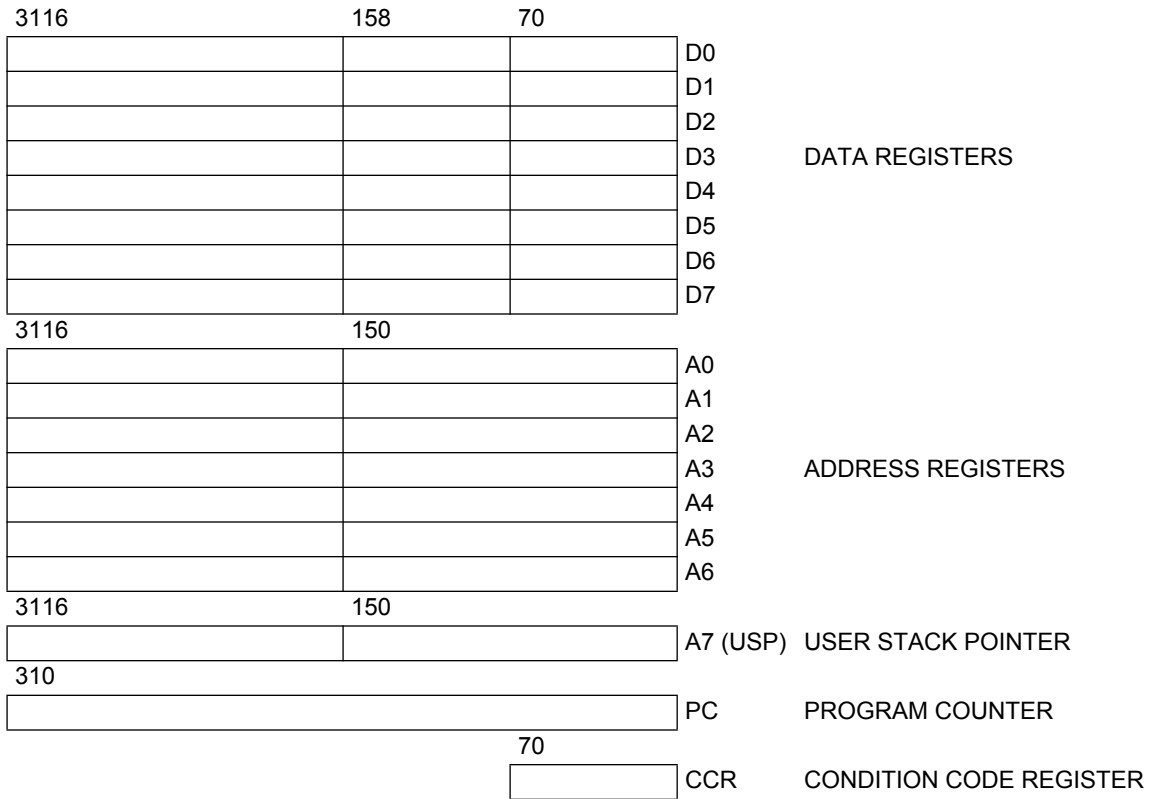 3116 158 70
D0
D1
D2
D3 DATA REGISTERS
D4
D5
D6
D7
3116 150
A0
A1
A2
A3 ADDRESS REGISTERS
A4
A5
A6
3116 150
A7 (USP) USER STACK POINTER
310
PC PROGRAM COUNTER
70
CCR CONDITION CODE REGISTER